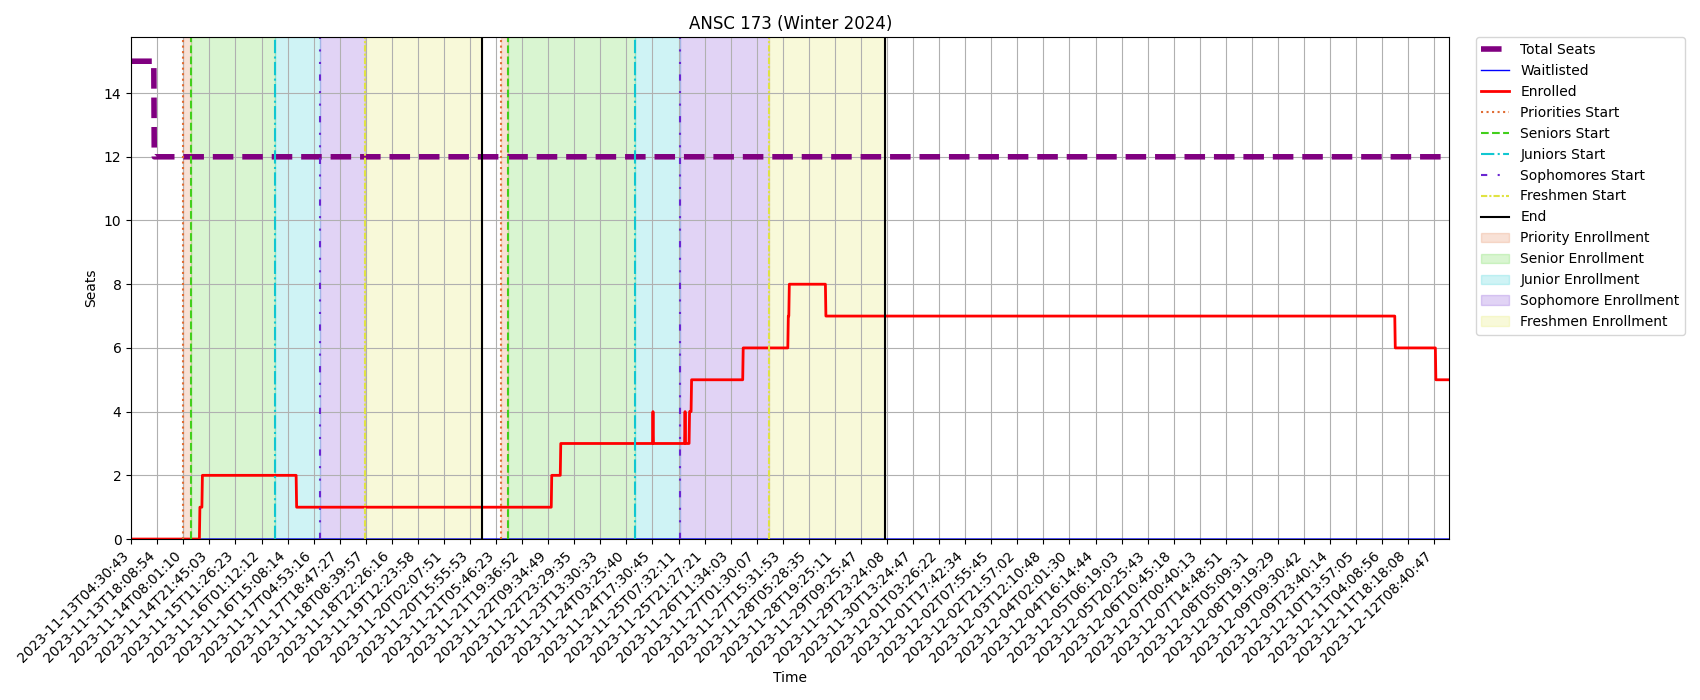 ANSC 173 (Winter 2024)
Seats
14
12
10
8
6
4
2
0
2023-11-13T04:30:43
2023-11-13T18:08:54
2023-11-14T08:01:10
2023-11-14T21:45:03
2023-11-15T11:26:23
2023-11-16T01:12:12
2023-11-16T15:08:14
2023-11-17T04:53:16
2023-11-17T18:47:27
2023-11-18T08:39:57
2023-11-18T22:26:16
2023-11-19T12:23:58
2023-11-20T02:07:51
2023-11-20T15:55:53
2023-11-21T05:46:23
2023-11-21T19:36:52
2023-11-22T09:34:49
2023-11-22T23:29:35
2023-11-23T13:30:33
2023-11-24T03:25:40
2023-11-24T17:30:45
2023-11-25T07:32:11
2023-11-25T21:27:21
2023-11-26T11:34:03
2023-11-27T01:30:07
2023-11-27T15:31:53
2023-11-28T05:28:35
2023-11-28T19:25:11
2023-11-29T09:25:47
2023-11-29T23:24:08
2023-11-30T13:24:47
2023-12-01T03:26:22
2023-12-01T17:42:34
2023-12-02T07:55:45
2023-12-02T21:57:02
2023-12-03T12:10:48
2023-12-04T02:01:30
2023-12-04T16:14:44
2023-12-05T06:19:03
2023-12-05T20:25:43
2023-12-06T10:45:18
2023-12-07T00:40:13
2023-12-07T14:48:51
2023-12-08T05:09:31
2023-12-08T19:19:29
2023-12-09T09:30:42
2023-12-09T23:40:14
2023-12-10T13:57:05
2023-12-11T04:08:56
2023-12-11T18:18:08
2023-12-12T08:40:47
Time
Total Seats
Waitlisted
Enrolled
Priorities Start
Seniors Start
Juniors Start
Sophomores Start
Freshmen Start
End
Priority Enrollment
Senior Enrollment
Junior Enrollment
Sophomore Enrollment
Freshmen Enrollment